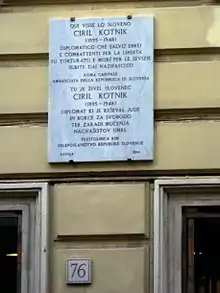 QUI VISSE LO SLOVENO
CIRIL KOTNIK
(1895 - 1948)
DIPLOMATICO CHE SALVÒ EBREI
E COMBATTENTI PER LA LIBERTÀ
FU TORTURATO E MORÌ PER LE SEVIZIE
SUBITE DAI NAZIFASCISTI
ROMA CAPITALE
AMBASCIATA DELLA REPUBBLICA DI SLOVENIA
TU JE ŽIVEL SLOVENEC
CIRIL KOTNIK
(1895 - 1948)
DIPLOMAT KI JE REŠEVAL JUDE
IN BORCE ZA SVOBODO
TER ZARADI MUČENJA
NACIFAŠISTOV UMRL
VELEPOSLANIŠTVO REPUBLIKE SLOVENIJE
76